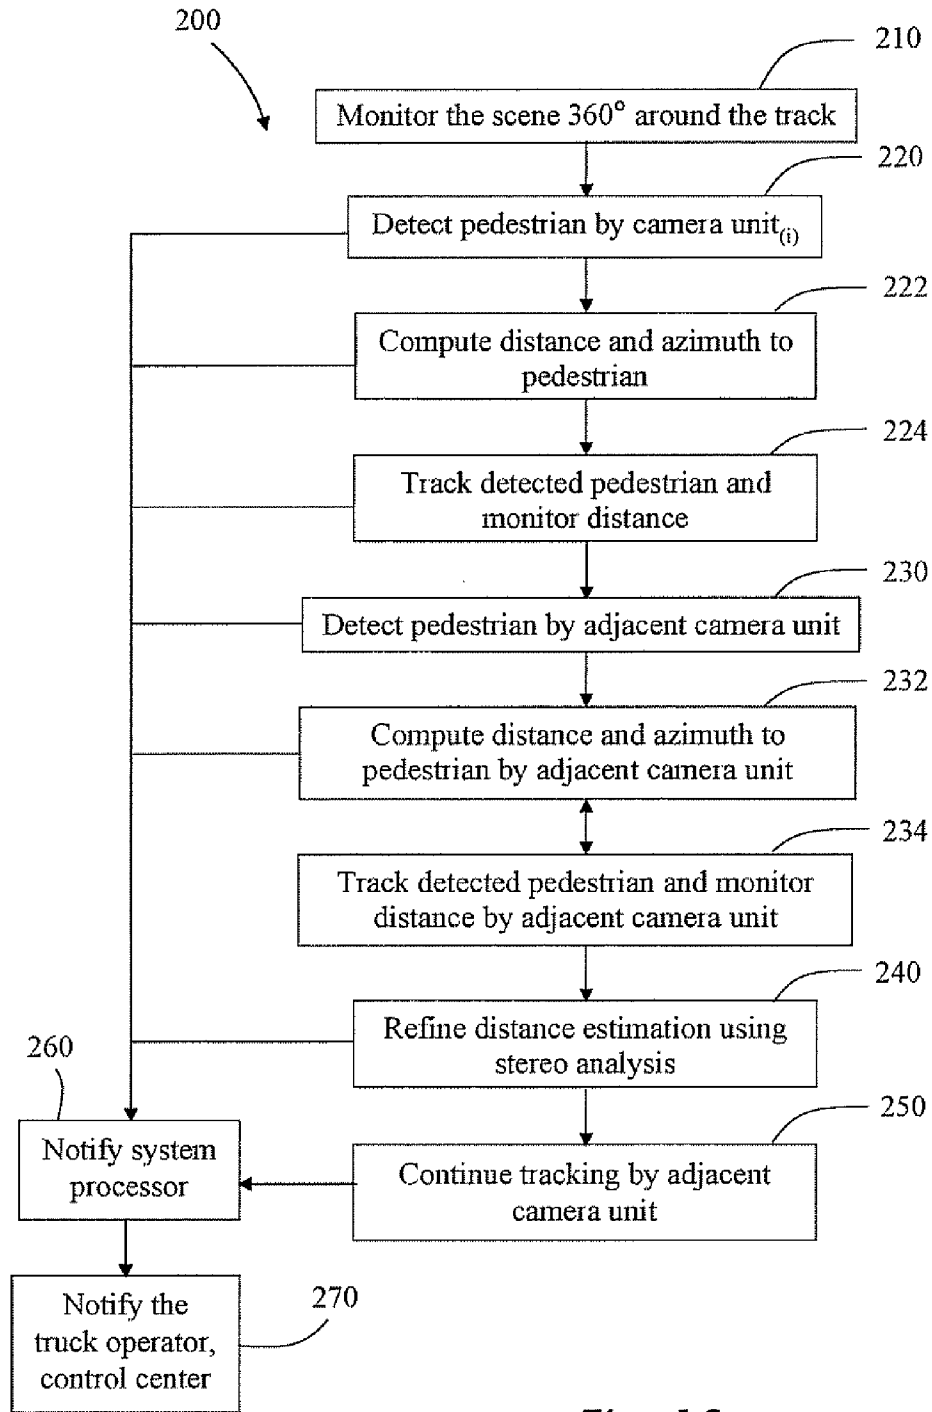 200
210
Monitor the scene 360° around the track
220
Detect pedestrian by camera unit(i)
222
Compute distance and azimuth to
pedestrian
224
Track detected pedestrian and
monitor distance
230
Detect pedestrian by adjacent camera unit
232
Compute distance and azimuth to
pedestrian by adjacent camera unit
234
Track detected pedestrian and monitor
distance by adjacent camera unit
240
Refine distance estimation using
stereo analysis
260
250
Notify system
processor
Continue tracking by adjacent
camera unit
270
Notify the
truck operator,
control center